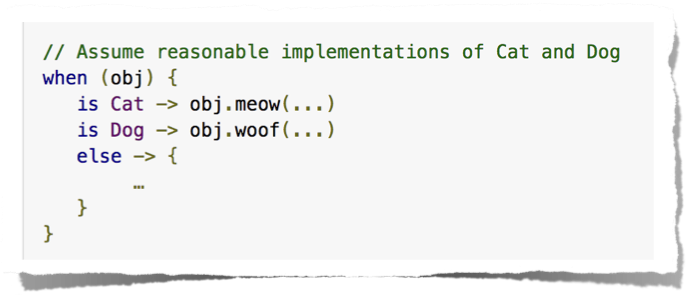 // Assume reasonable implementations of Cat and Dog
when (obj) {
   is Cat -> obj.meow(...)
   is Dog -> obj.woof(...)
   else -> {
        …
   }
}